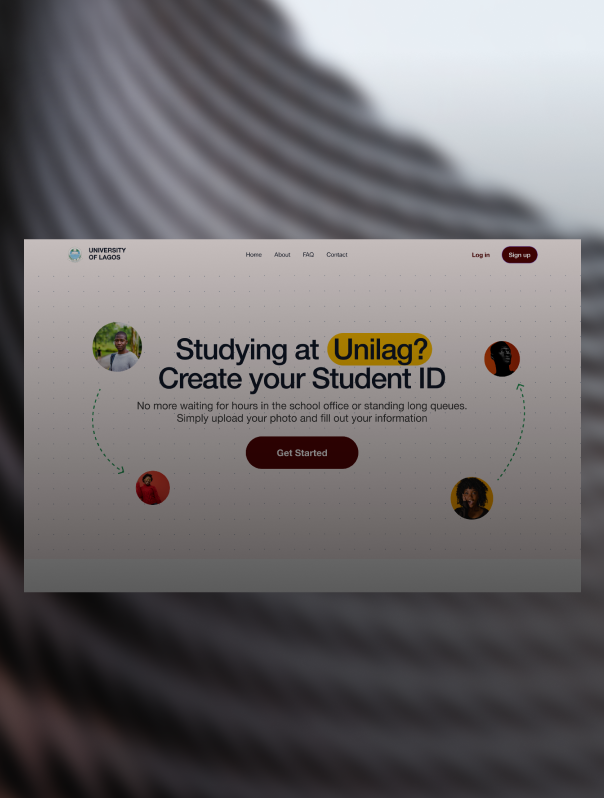 UNIVERSITY
OF LAGOS
Home About FAQ Contact
Log in Sign up
Studying at Unilag?
Create your Student ID
No more waiting for hours in the school office or standing long queues.
Simply upload your photo and fill out your information
Get Started